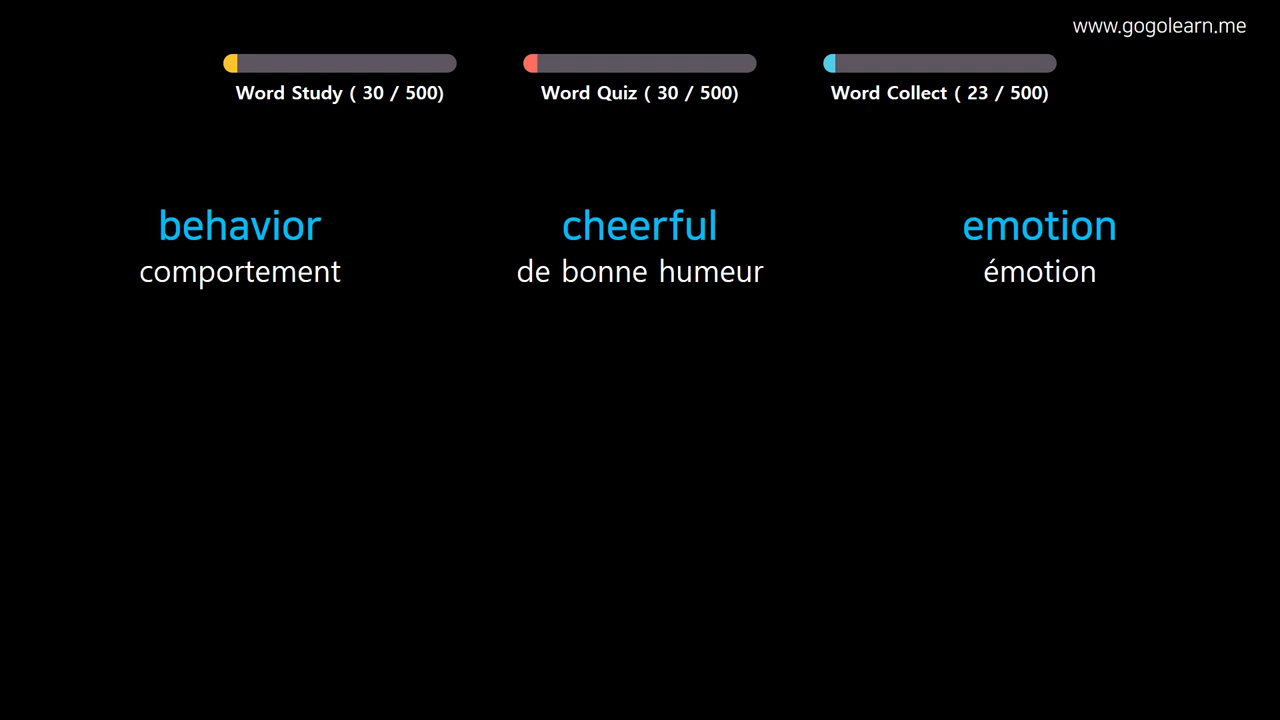 www.gogolearn.me
Word Study ( 30 / 500)
Word Quiz ( 30 / 500)
Word Collect ( 23 / 500)
behavior
comportement
cheerful
de bonne humeur
emotion
émotion